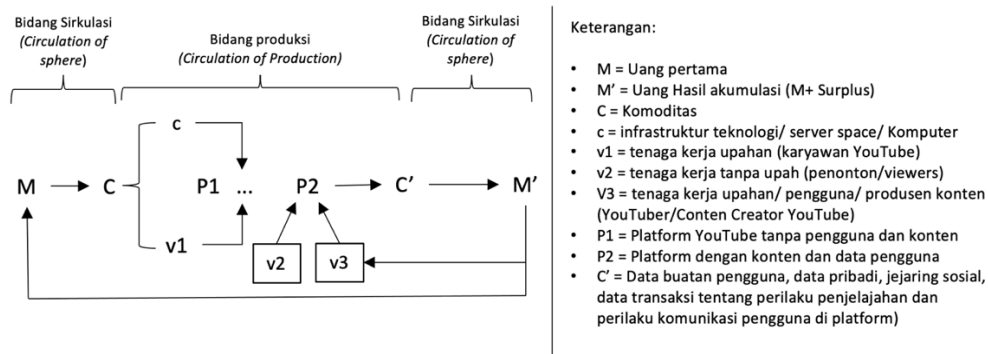 Bidang Sirkulasi
(Circulation of
sphere)
Bidang produksi
(Circulation of Production)
Bidang Sirkulasi
(Circulation of
sphere)
c
M
C
P1 ...
P2
C’
M’
v1
v2
v3
Keterangan:
• M = Uang pertama
• M’ = Uang Hasil akumulasi (M+ Surplus)
• C = Komoditas
• c = infrastruktur teknologi/ server space/ Komputer
• v1 = tenaga kerja upahan (karyawan YouTube)
• v2 = tenaga kerja tanpa upah (penonton/viewers)
• V3 = tenaga kerja upahan/ pengguna/ produsen konten
(YouTuber/Conten Creator YouTube)
• P1 = Platform YouTube tanpa pengguna dan konten
• P2 = Platform dengan konten dan data pengguna
• C’ = Data buatan pengguna, data pribadi, jejaring sosial,
data transaksi tentang perilaku penjelajahan dan
perilaku komunikasi pengguna di platform)